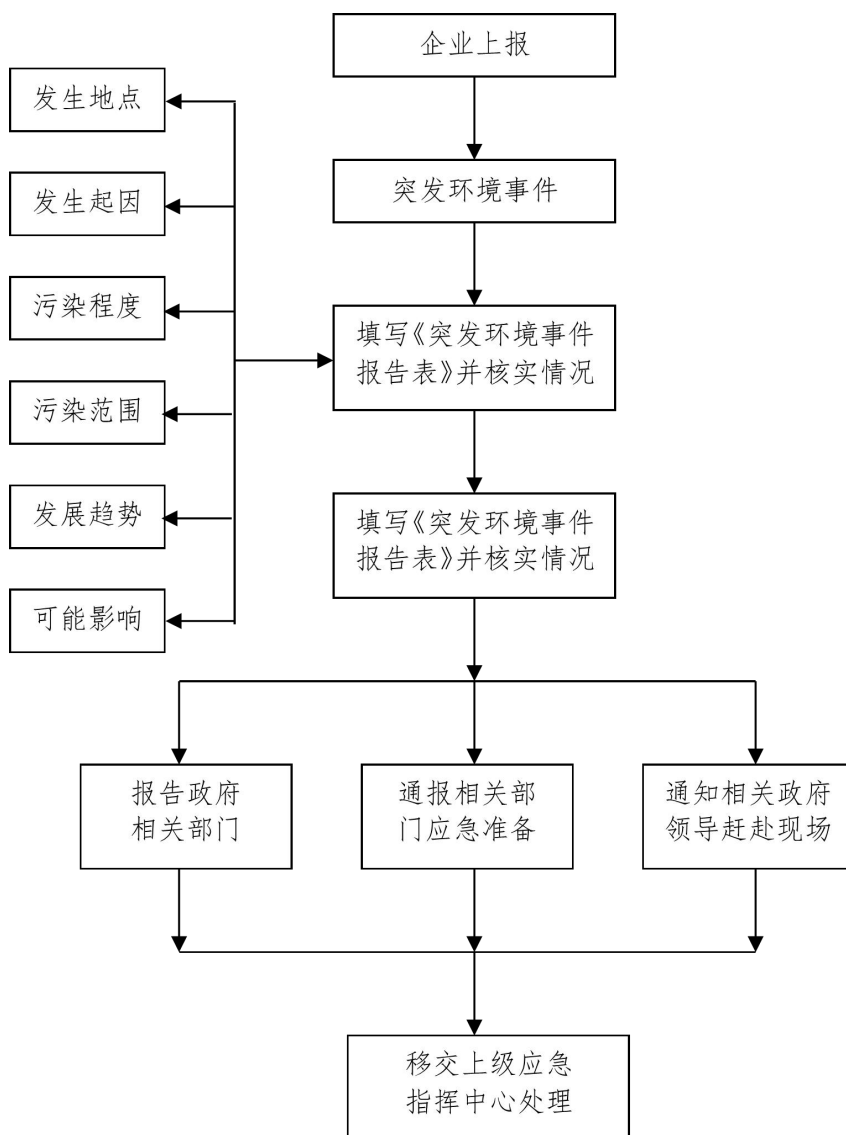 企业上报
突发环境事件
填写《突发环境事件
报告表》并核实情况
发生地点
发生起因
污染程度
污染范围
发展趋势
可能影响
填写《突发环境事件
报告表》并核实情况
报告政府
相关部门
通报相关部
门应急准备
通知相关政府
领导赶赴现场
移交上级应急
指挥中心处理